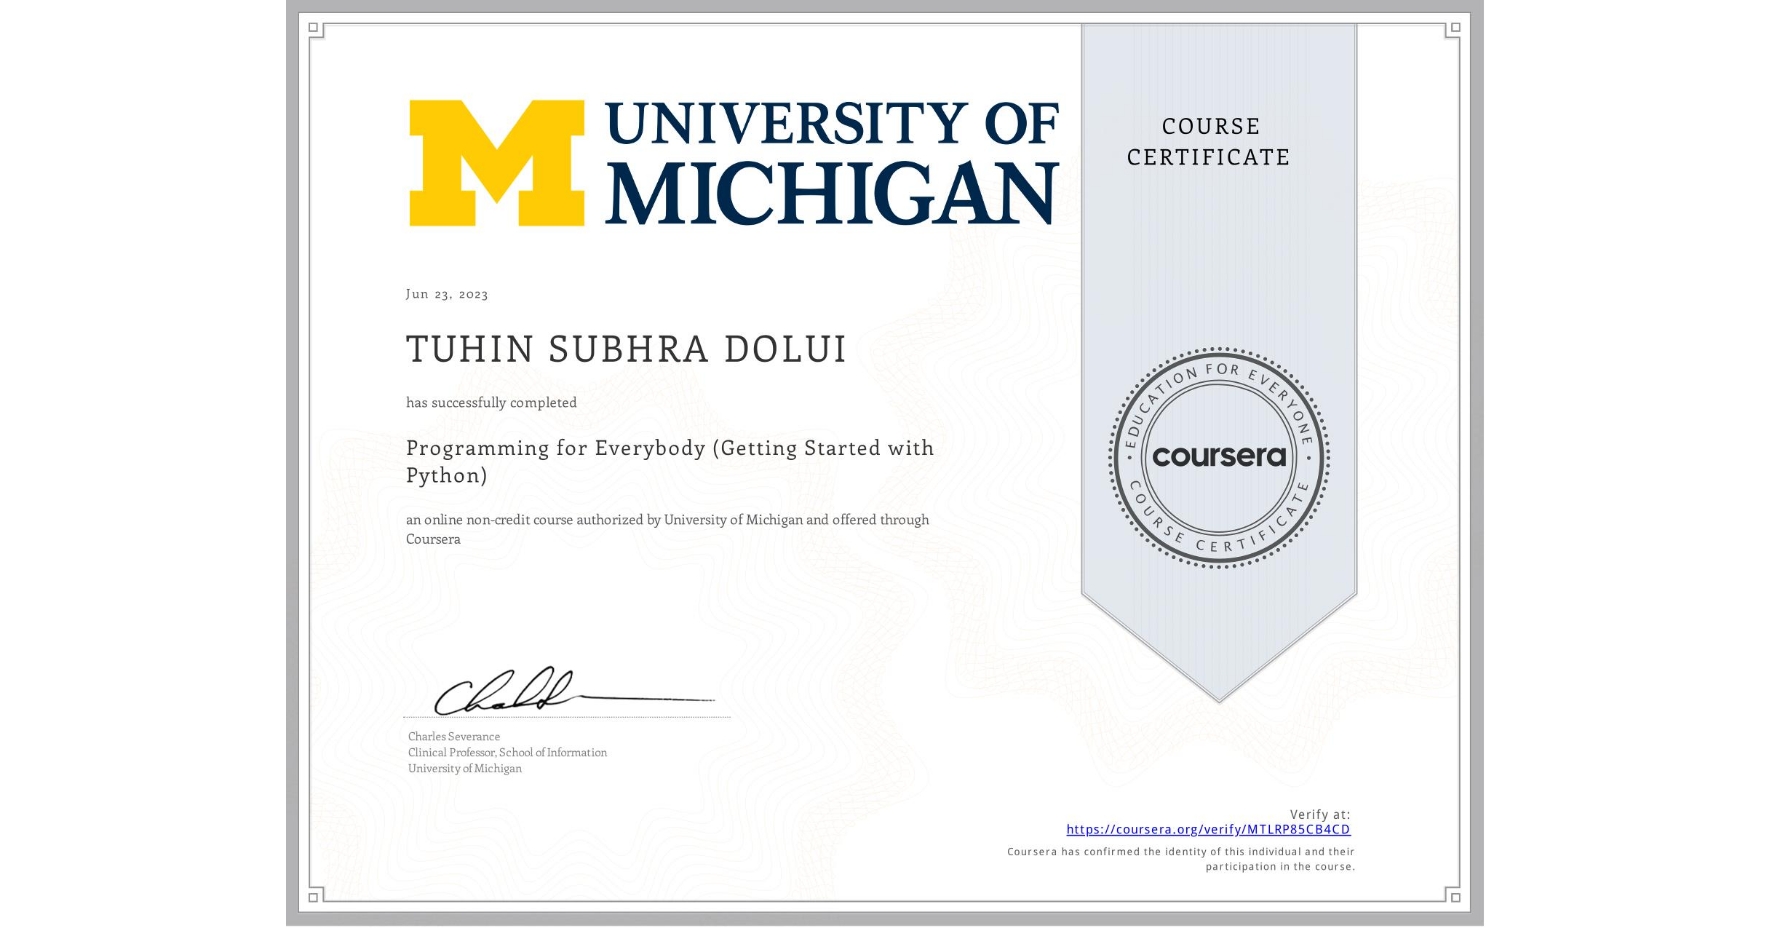 UNIVERSITY OF
MICHIGAN
COURSE
CERTIFICATE
Jun 23, 2023
TUHIN SUBHRA DOLUI
has successfully completed
Programming for Everybody (Getting Started with
Python)
an online non-credit course authorized by University of Michigan and offered through
Coursera
EDUCATION FOR EVERYONE
coursera
COURSE CERTIFICATE
Charles Severance
Clinical Professor, School of Information
University of Michigan
Verify at:
https://coursera.org/verify/MTLRP85CB4CD
Coursera has confirmed the identity of this individual and their
participation in the course.